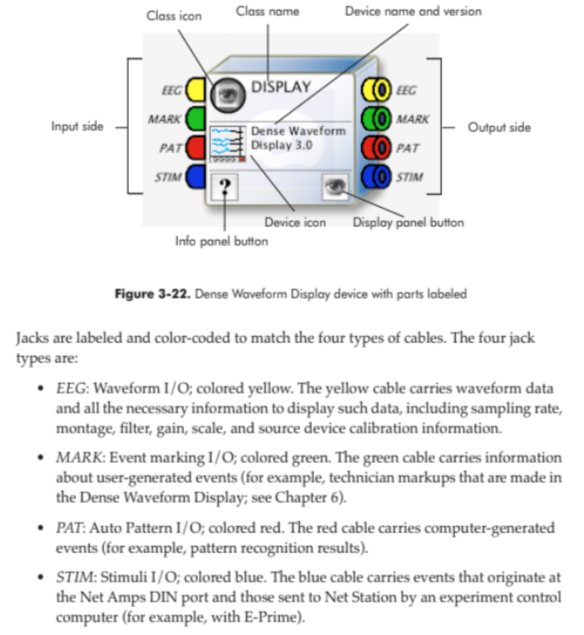 Class icon
Class name
Device name and version
EEG
DISPLAY
EEG
MARK
MARK
Input side
Dense Waveform
Output side
PAT
Display 3.0
PAT
STIM
?
STIM
Device icon
Display panel button
Info panel button
Figure 3-22. Dense Waveform Display device with parts labeled
Jacks are labeled and color-coded to match the four types of cables. The four jack
types are:
• EEG: Waveform I/O; colored yellow. The yellow cable carries waveform data
and all the necessary information to display such data, including sampling rate,
montage, filter, gain, scale, and source device calibration information.
• MARK: Event marking I/O; colored green. The green cable carries information
about user-generated events (for example, technician markups that are made in
the Dense Waveform Display; see Chapter 6).
• PAT: Auto Pattern I/O; colored red. The red cable carries computer-generated
events (for example, pattern recognition results).
• STIM: Stimuli I/O; colored blue. The blue cable carries events that originate at
the Net Amps DIN port and those sent to Net Station by an experiment control
computer (for example, with E-Prime).